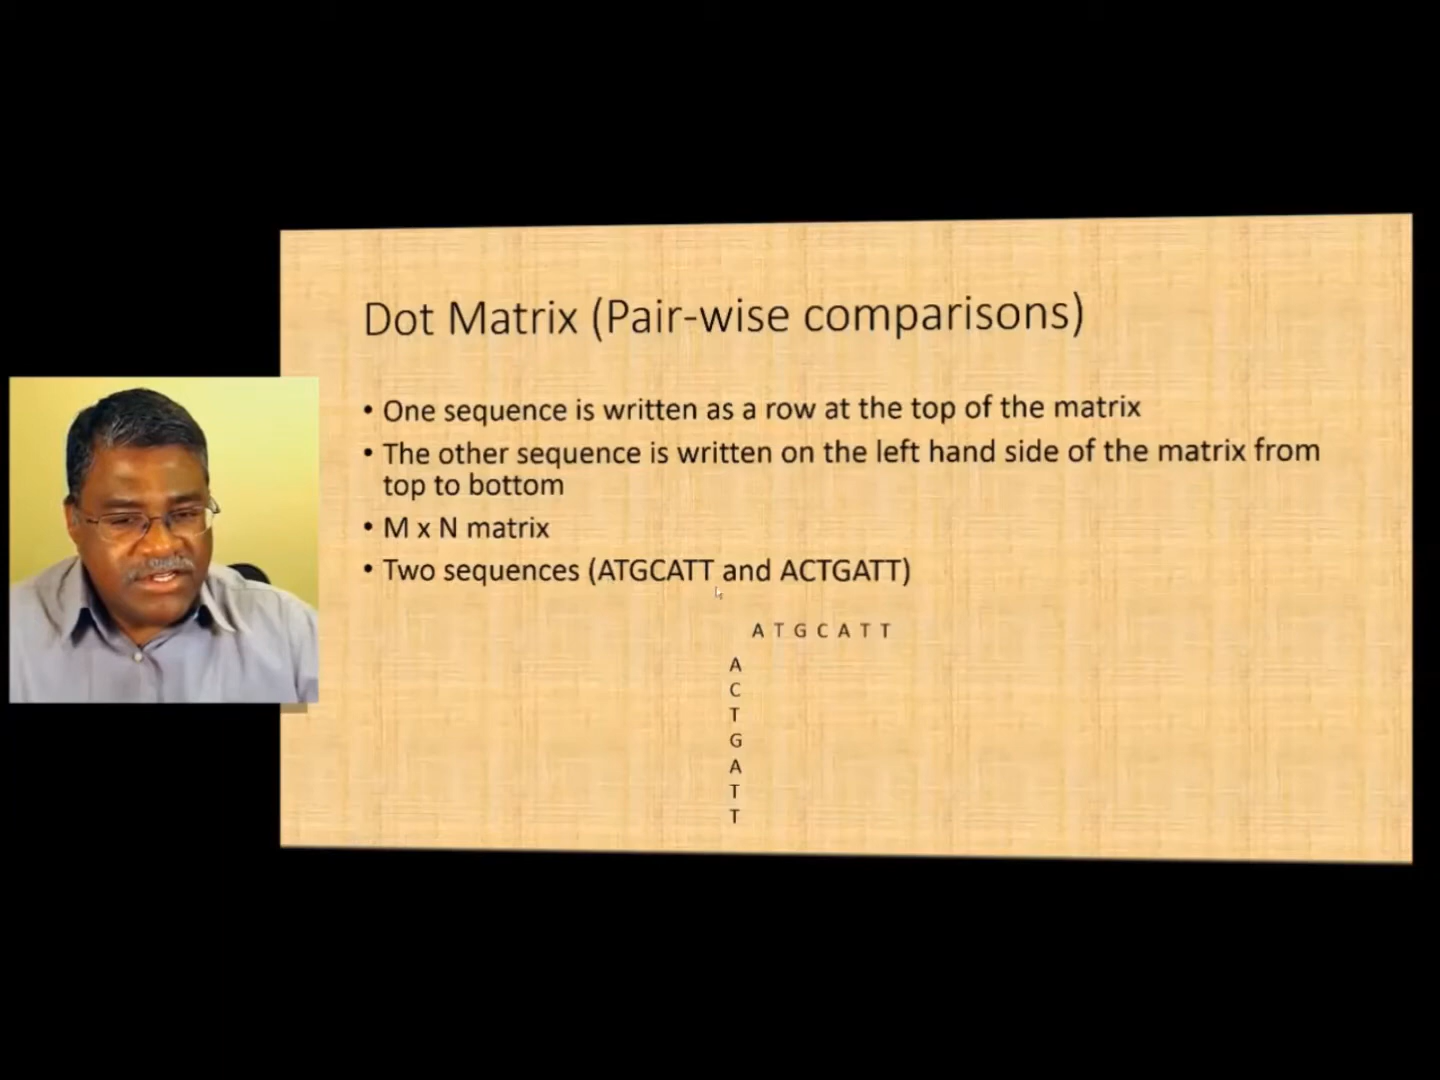 Dot Matrix (Pair-wise comparisons)
• One sequence is written as a row at the top of the matrix
• The other sequence is written on the left hand side of the matrix from
top to bottom
• M x N matrix
• Two sequences (ATGCATT and ACTGATT)
A T G C A T T
A
C
T
G
A
T
T